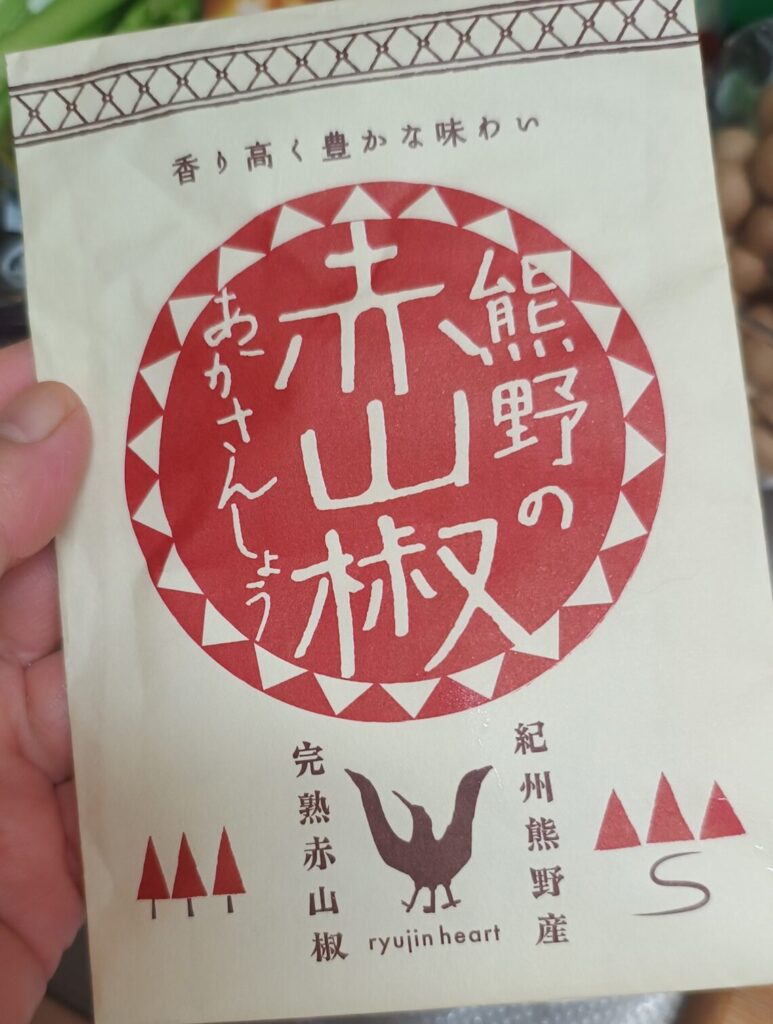 香り高く豊かな味わい
熊野の
赤山椒
あかさんしょう
紀州熊野産
完熟赤山椒
ryujin heart